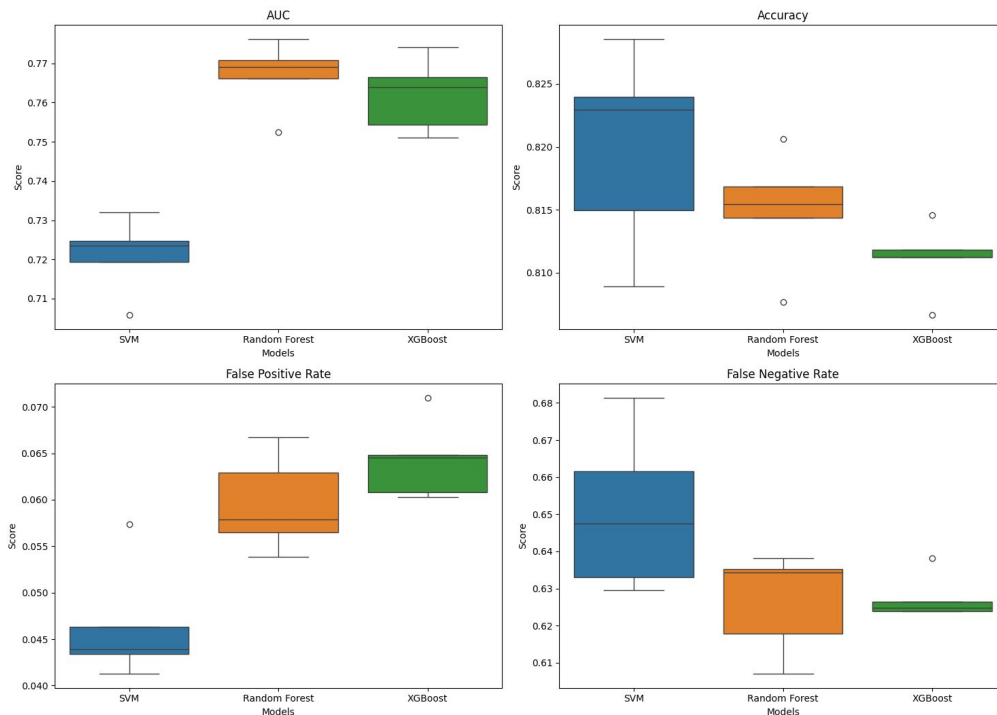 AUC
Score
0.77
0.76
0.75
0.74
0.73
0.72
0.71
SVM
Random Forest
XGBoost
Models
Accuracy
Score
0.825
0.820
0.815
0.810
SVM
Random Forest
XGBoost
Models
False Positive Rate
Score
0.070
0.065
0.060
0.055
0.050
0.045
0.040
SVM
Random Forest
XGBoost
Models
False Negative Rate
Score
0.68
0.67
0.66
0.65
0.64
0.63
0.62
0.61
SVM
Random Forest
XGBoost
Models